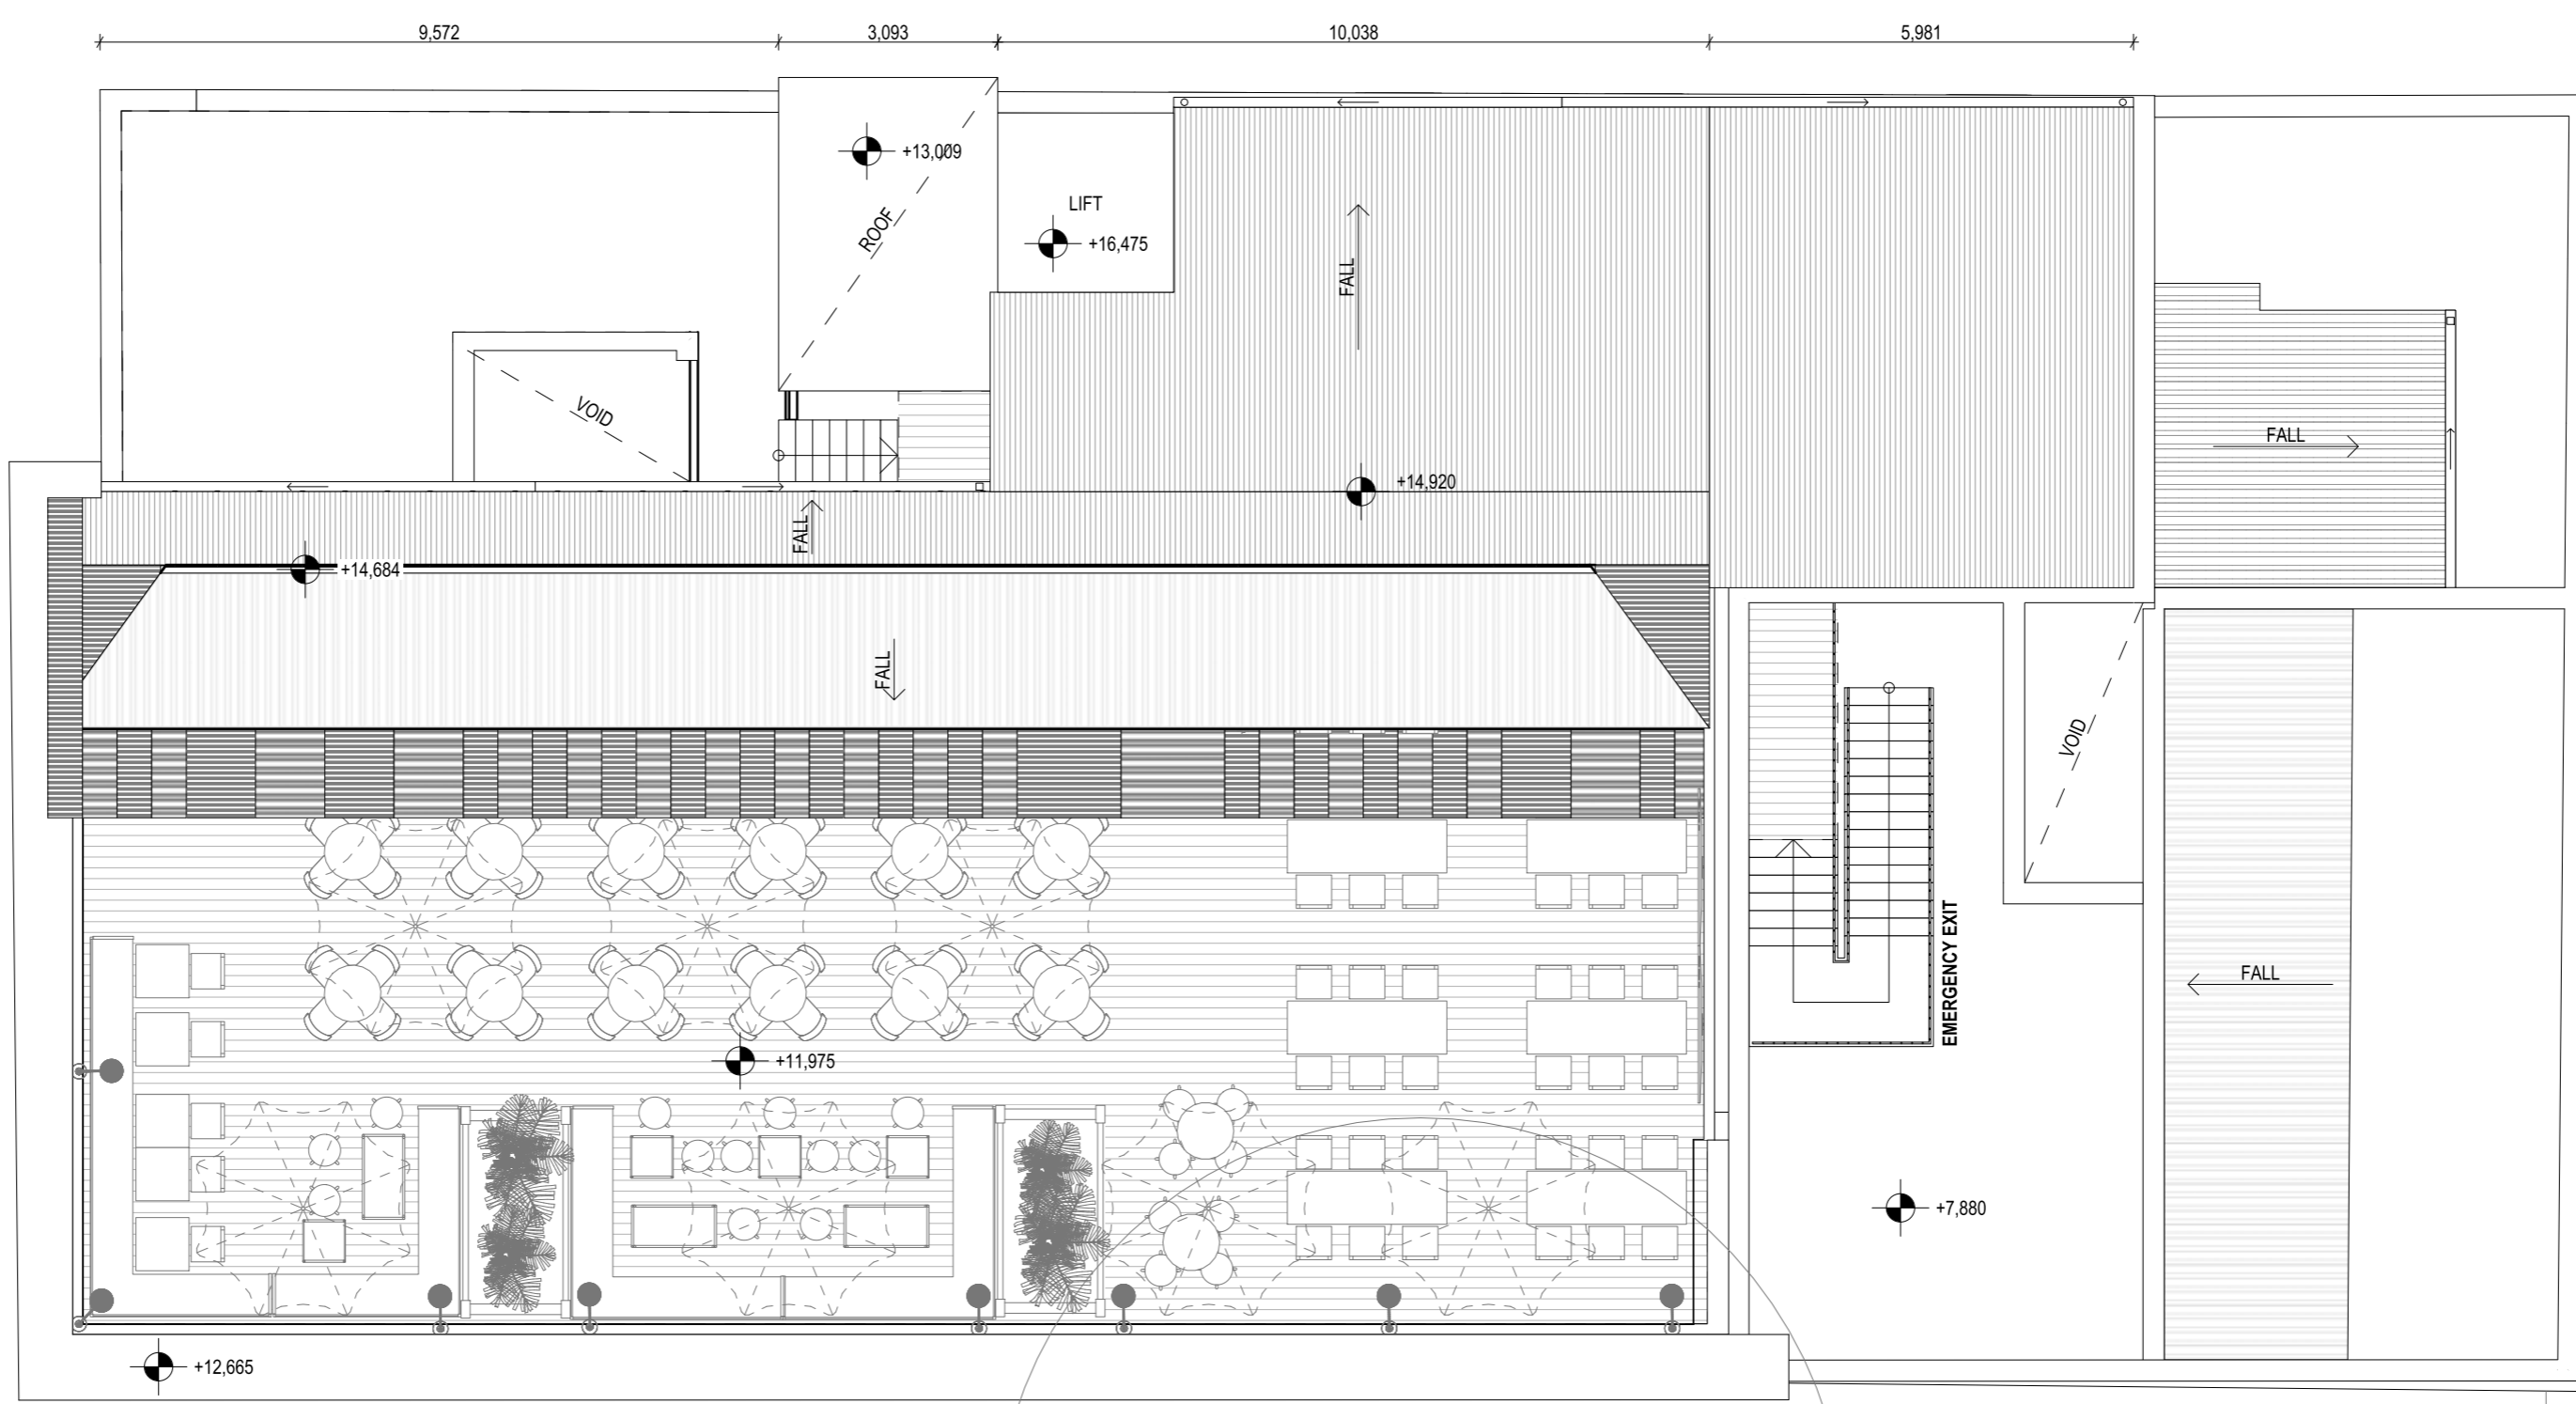 9,572
3,093
10,038
5,981
+13,009
ROOF
LIFT
+16,475
FALL
VOID
FALL
+14,920
FALL
+14,684
FALL
VOID
EMERGENCY EXIT
FALL
+11,975
+7,880
+12,665